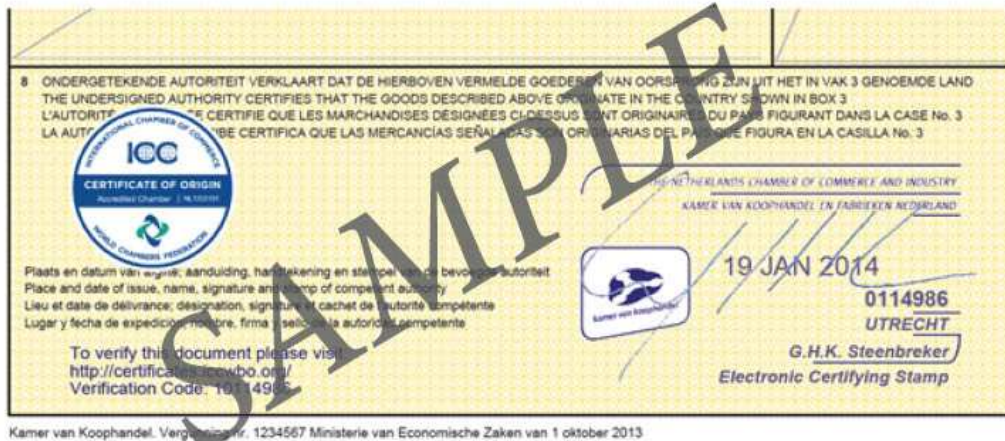 8 ONDERGETEKENDE AUTORITEIT VERKLAART DAT DE HIERBOVEN VERMELDE GOEDEREN VAN OORSPRONG ZIJN UIT HET IN VAK 3 GENOEMDE LAND
THE UNDERSIGNED AUTHORITY CERTIFIES THAT THE GOODS DESCRIBED ABOVE ORIGINATE IN THE COUNTRY SHOWN IN BOX 3
L'AUTORITÉ CERTIFIE QUE LES MARCHANDISES DESIGNÉES CI-DESSUS SONT ORIGINAIRES DU PAYS FIGURANT DANS LA CASE No. 3
LA CERTIFICA QUE LAS MERCANCÍAS SEÑALADAS SON ORIGINARIAS DEL PAIS QUE FIGURA EN LA CASILLA No. 3
INTERNATIONAL CHAMBER OF COMMERCE
ICC
CERTIFICATE OF ORIGIN
Accredited Chamber
WORLD CHAMBERS FEDERATION
THE NETHERLANDS CHAMBER OF COMMERCE AND INDUSTRY
KAMER VAN KOOPHANDEL EN FABRIEKEN NEDERLAND
Plaats en datum van afgifte; aanduiding, handtekening en stempel van de bevoegde autoriteit
Place and date of issue, name, signature and stamp of competent authority
Lieu et date de délivrance; désignation, signature et cachet de l'autorité compétente
Lugar y fecha de expedición, nombre, firma y sello de la autoridad competente
kamer van koophandel
19 JAN 2014
0114986
UTRECHT
G.H.K. Steenbreker
Electronic Certifying Stamp
To verify this document please visit
http://certificates.iccwbo.org/
Verification Code: 10114986
SAMPLE
Kamer van Koophandel. Vergunning nr. 1234567 Ministerie van Economische Zaken van 1 oktober 2013